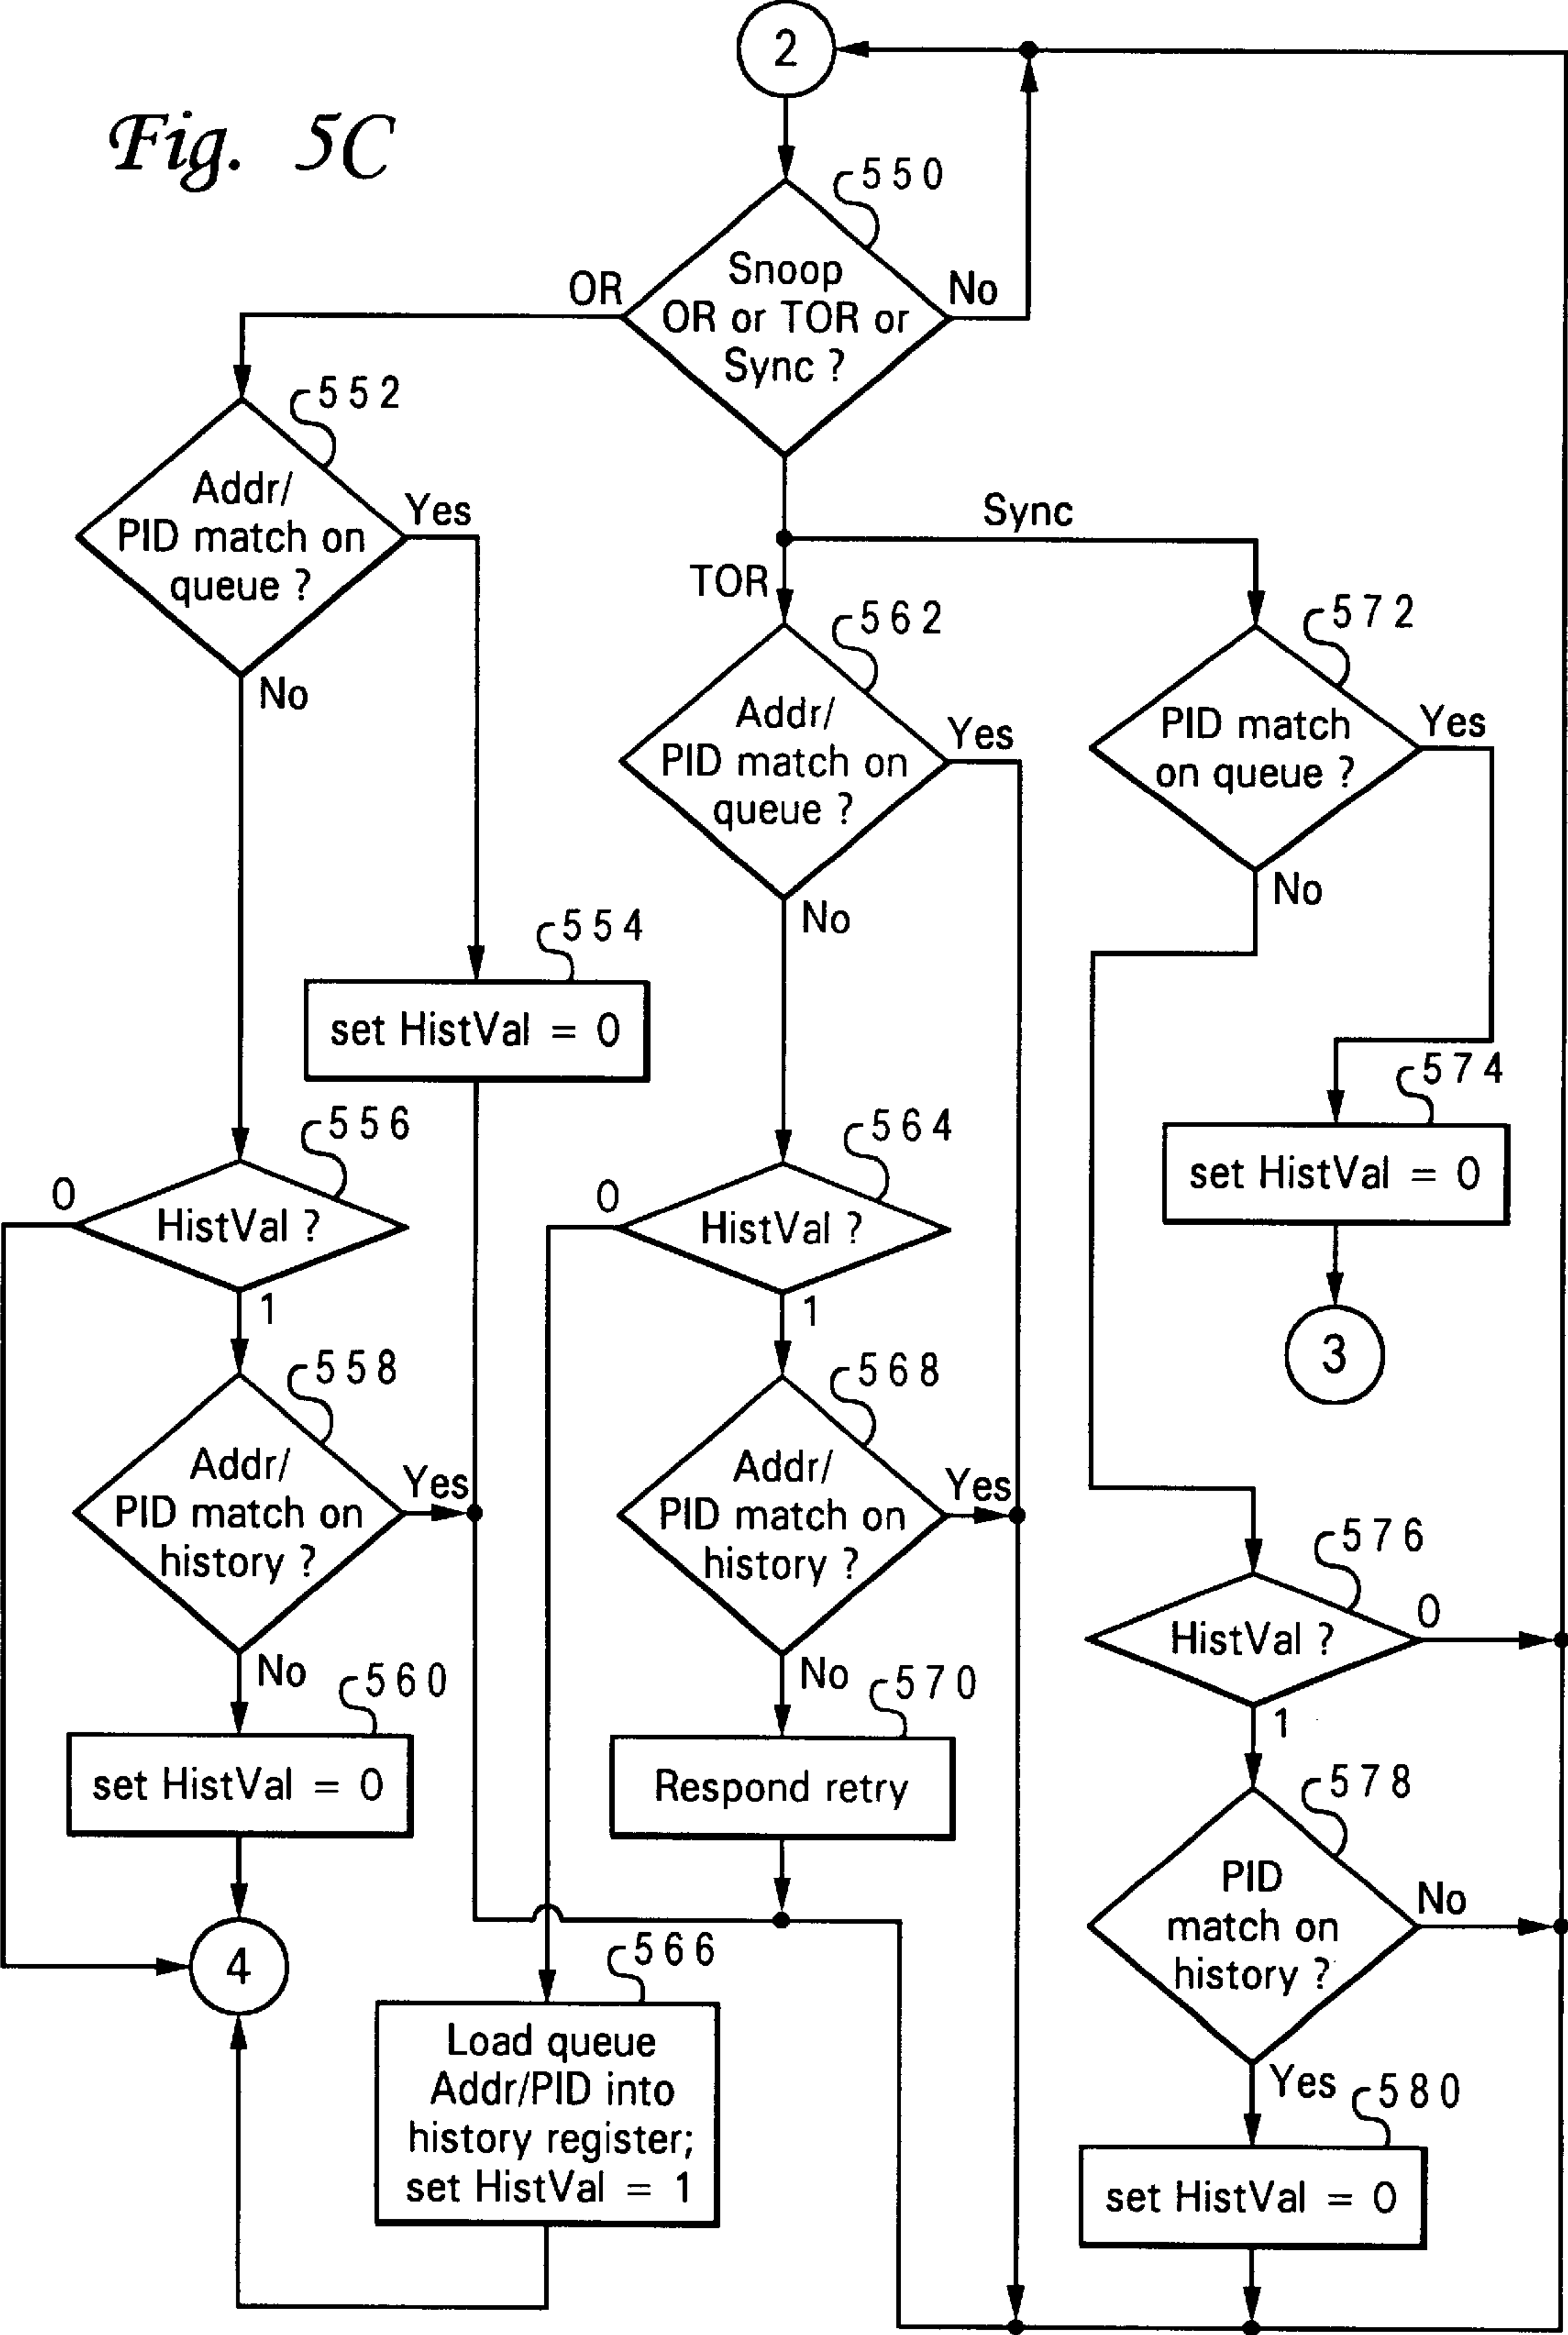 2
Fig. 5C
550
Snoop
OR or TOR or
Sync ?
OR
No
552
Addr/
PID match on
queue ?
Yes
No
Sync
TOR
562
Addr/
PID match on
queue ?
Yes
No
572
PID match
on queue ?
Yes
No
554
set HistVal = 0
574
set HistVal = 0
3
556
HistVal ?
0
1
564
HistVal ?
0
1
558
Addr/
PID match on
history ?
Yes
No
568
Addr/
PID match on
history ?
Yes
No
576
HistVal ?
0
1
560
set HistVal = 0
4
570
Respond retry
578
PID
match on
history ?
No
Yes
566
Load queue
Addr/PID into
history register;
set HistVal = 1
580
set HistVal = 0